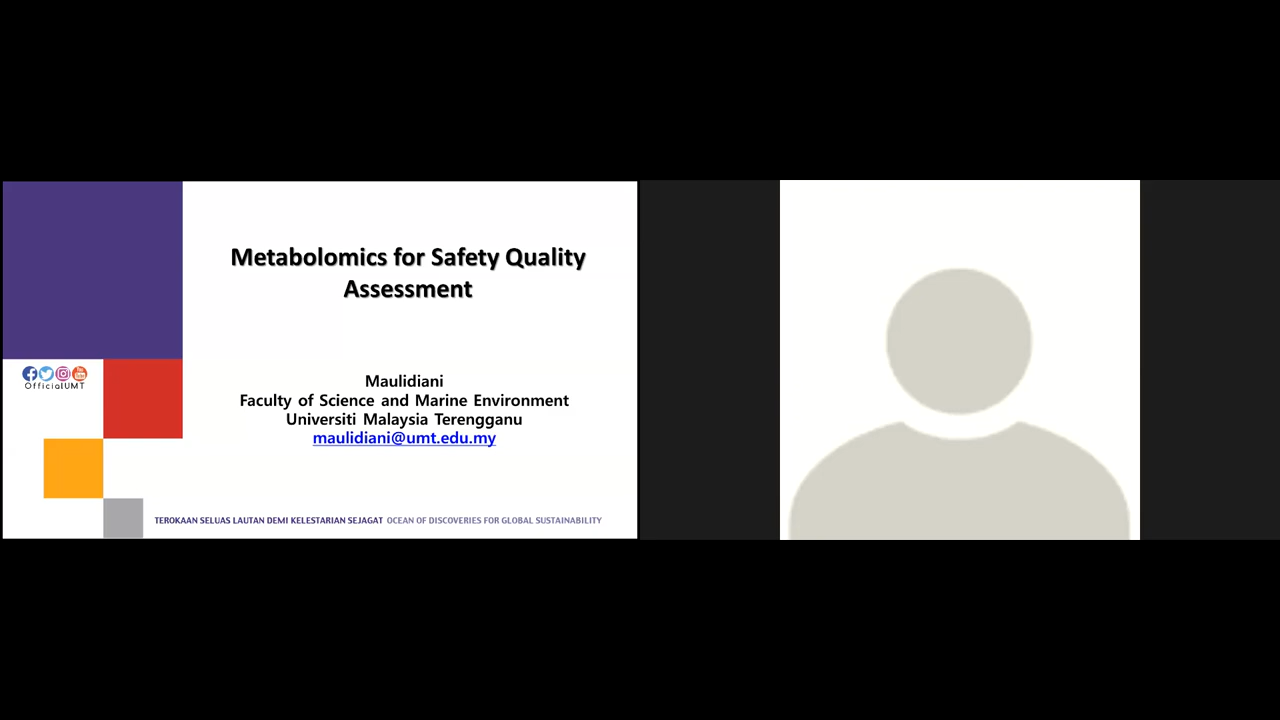 Metabolomics for Safety Quality
Assessment
Maulidiani
Faculty of Science and Marine Environment
Universiti Malaysia Terengganu
maulidiani@umt.edu.my
OfficialUMT
TEROKAAN SELUAS LAUTAN DEMI KELESTARIAN SEJAGAT OCEAN OF DISCOVERIES FOR GLOBAL SUSTAINABILITY